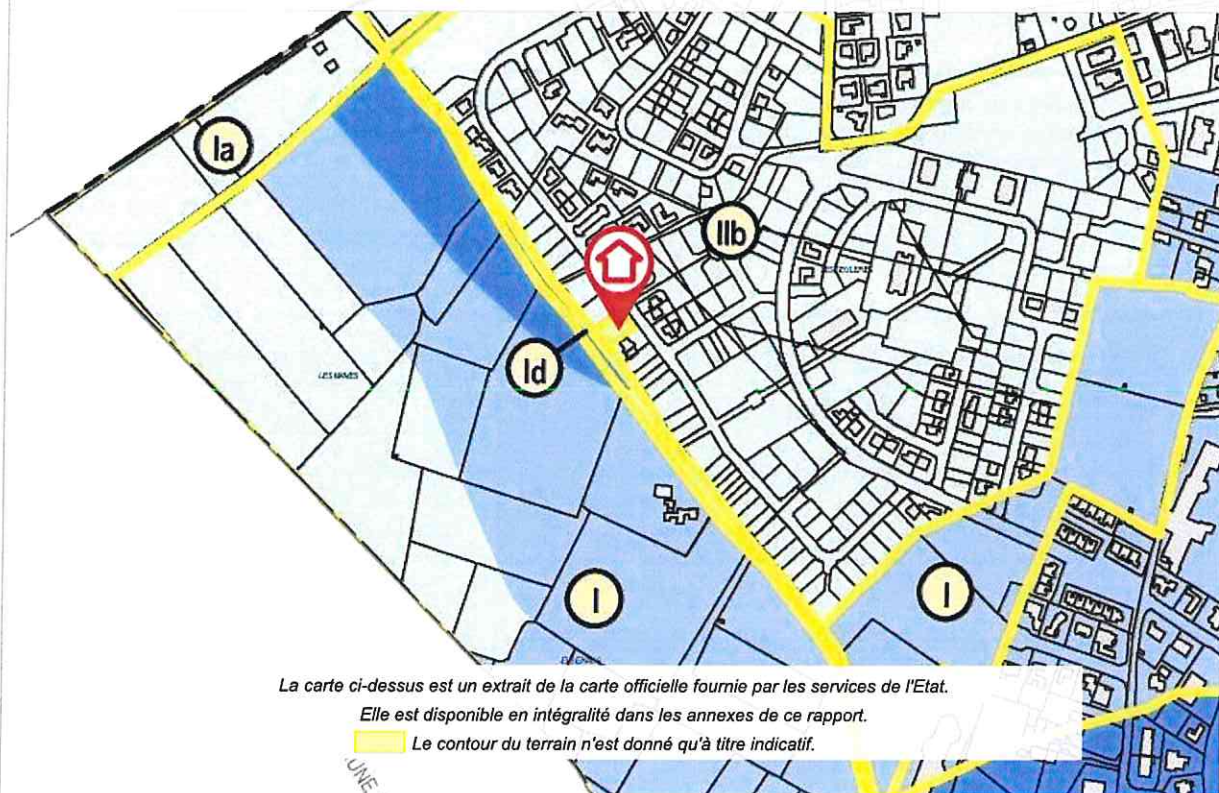 Ia
IIb
Id
I
I
La carte ci-dessus est un extrait de la carte officielle fournie par les services de l'Etat.
Elle est disponible en intégralité dans les annexes de ce rapport.
Le contour du terrain n'est donné qu'à titre indicatif.